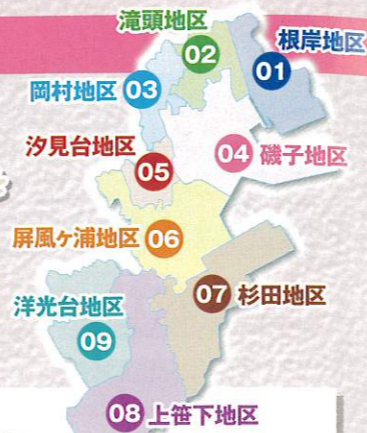 滝頭地区
02
根岸地区
01
岡村地区 03
汐見台地区
05
04 磯子地区
屏風ヶ浦地区 06
07 杉田地区
洋光台地区
09
08 上笹下地区